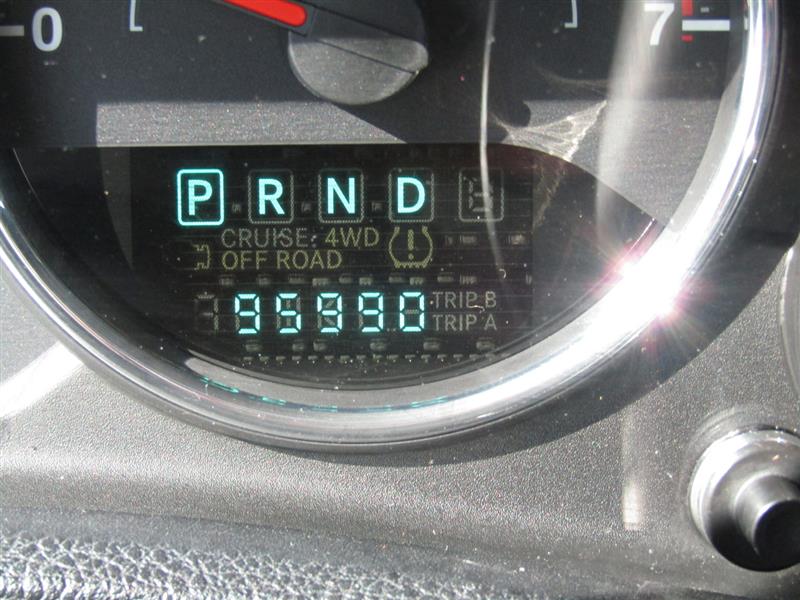 0 7
P R N D
CRUISE 4WD
OFF ROAD
95990 TRIP B
TRIP A